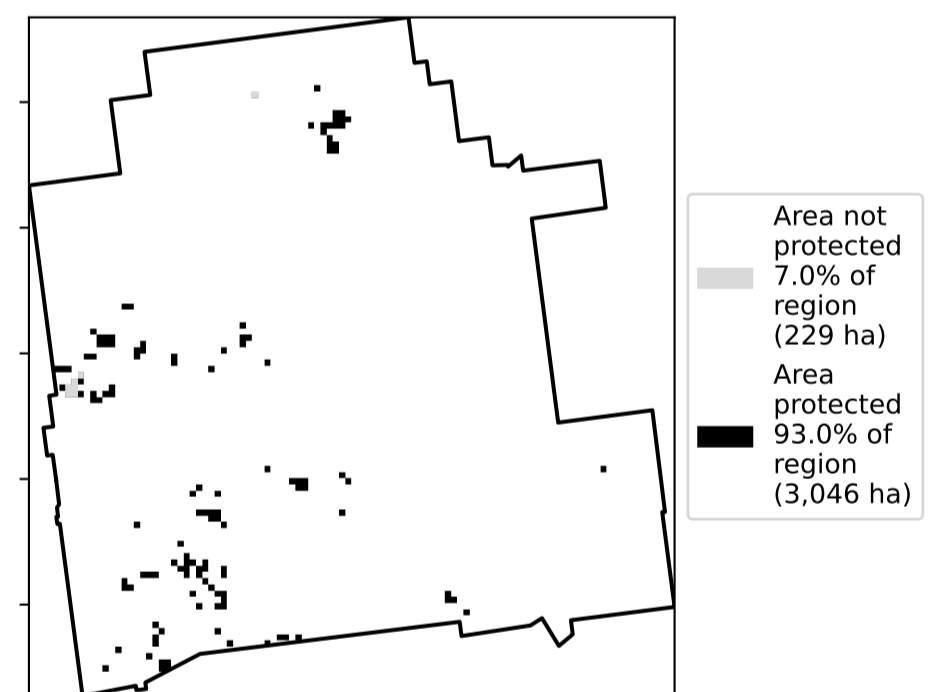 Area not
protected
7.0% of
region
(229 ha)
Area
protected
93.0% of
region
(3,046 ha)